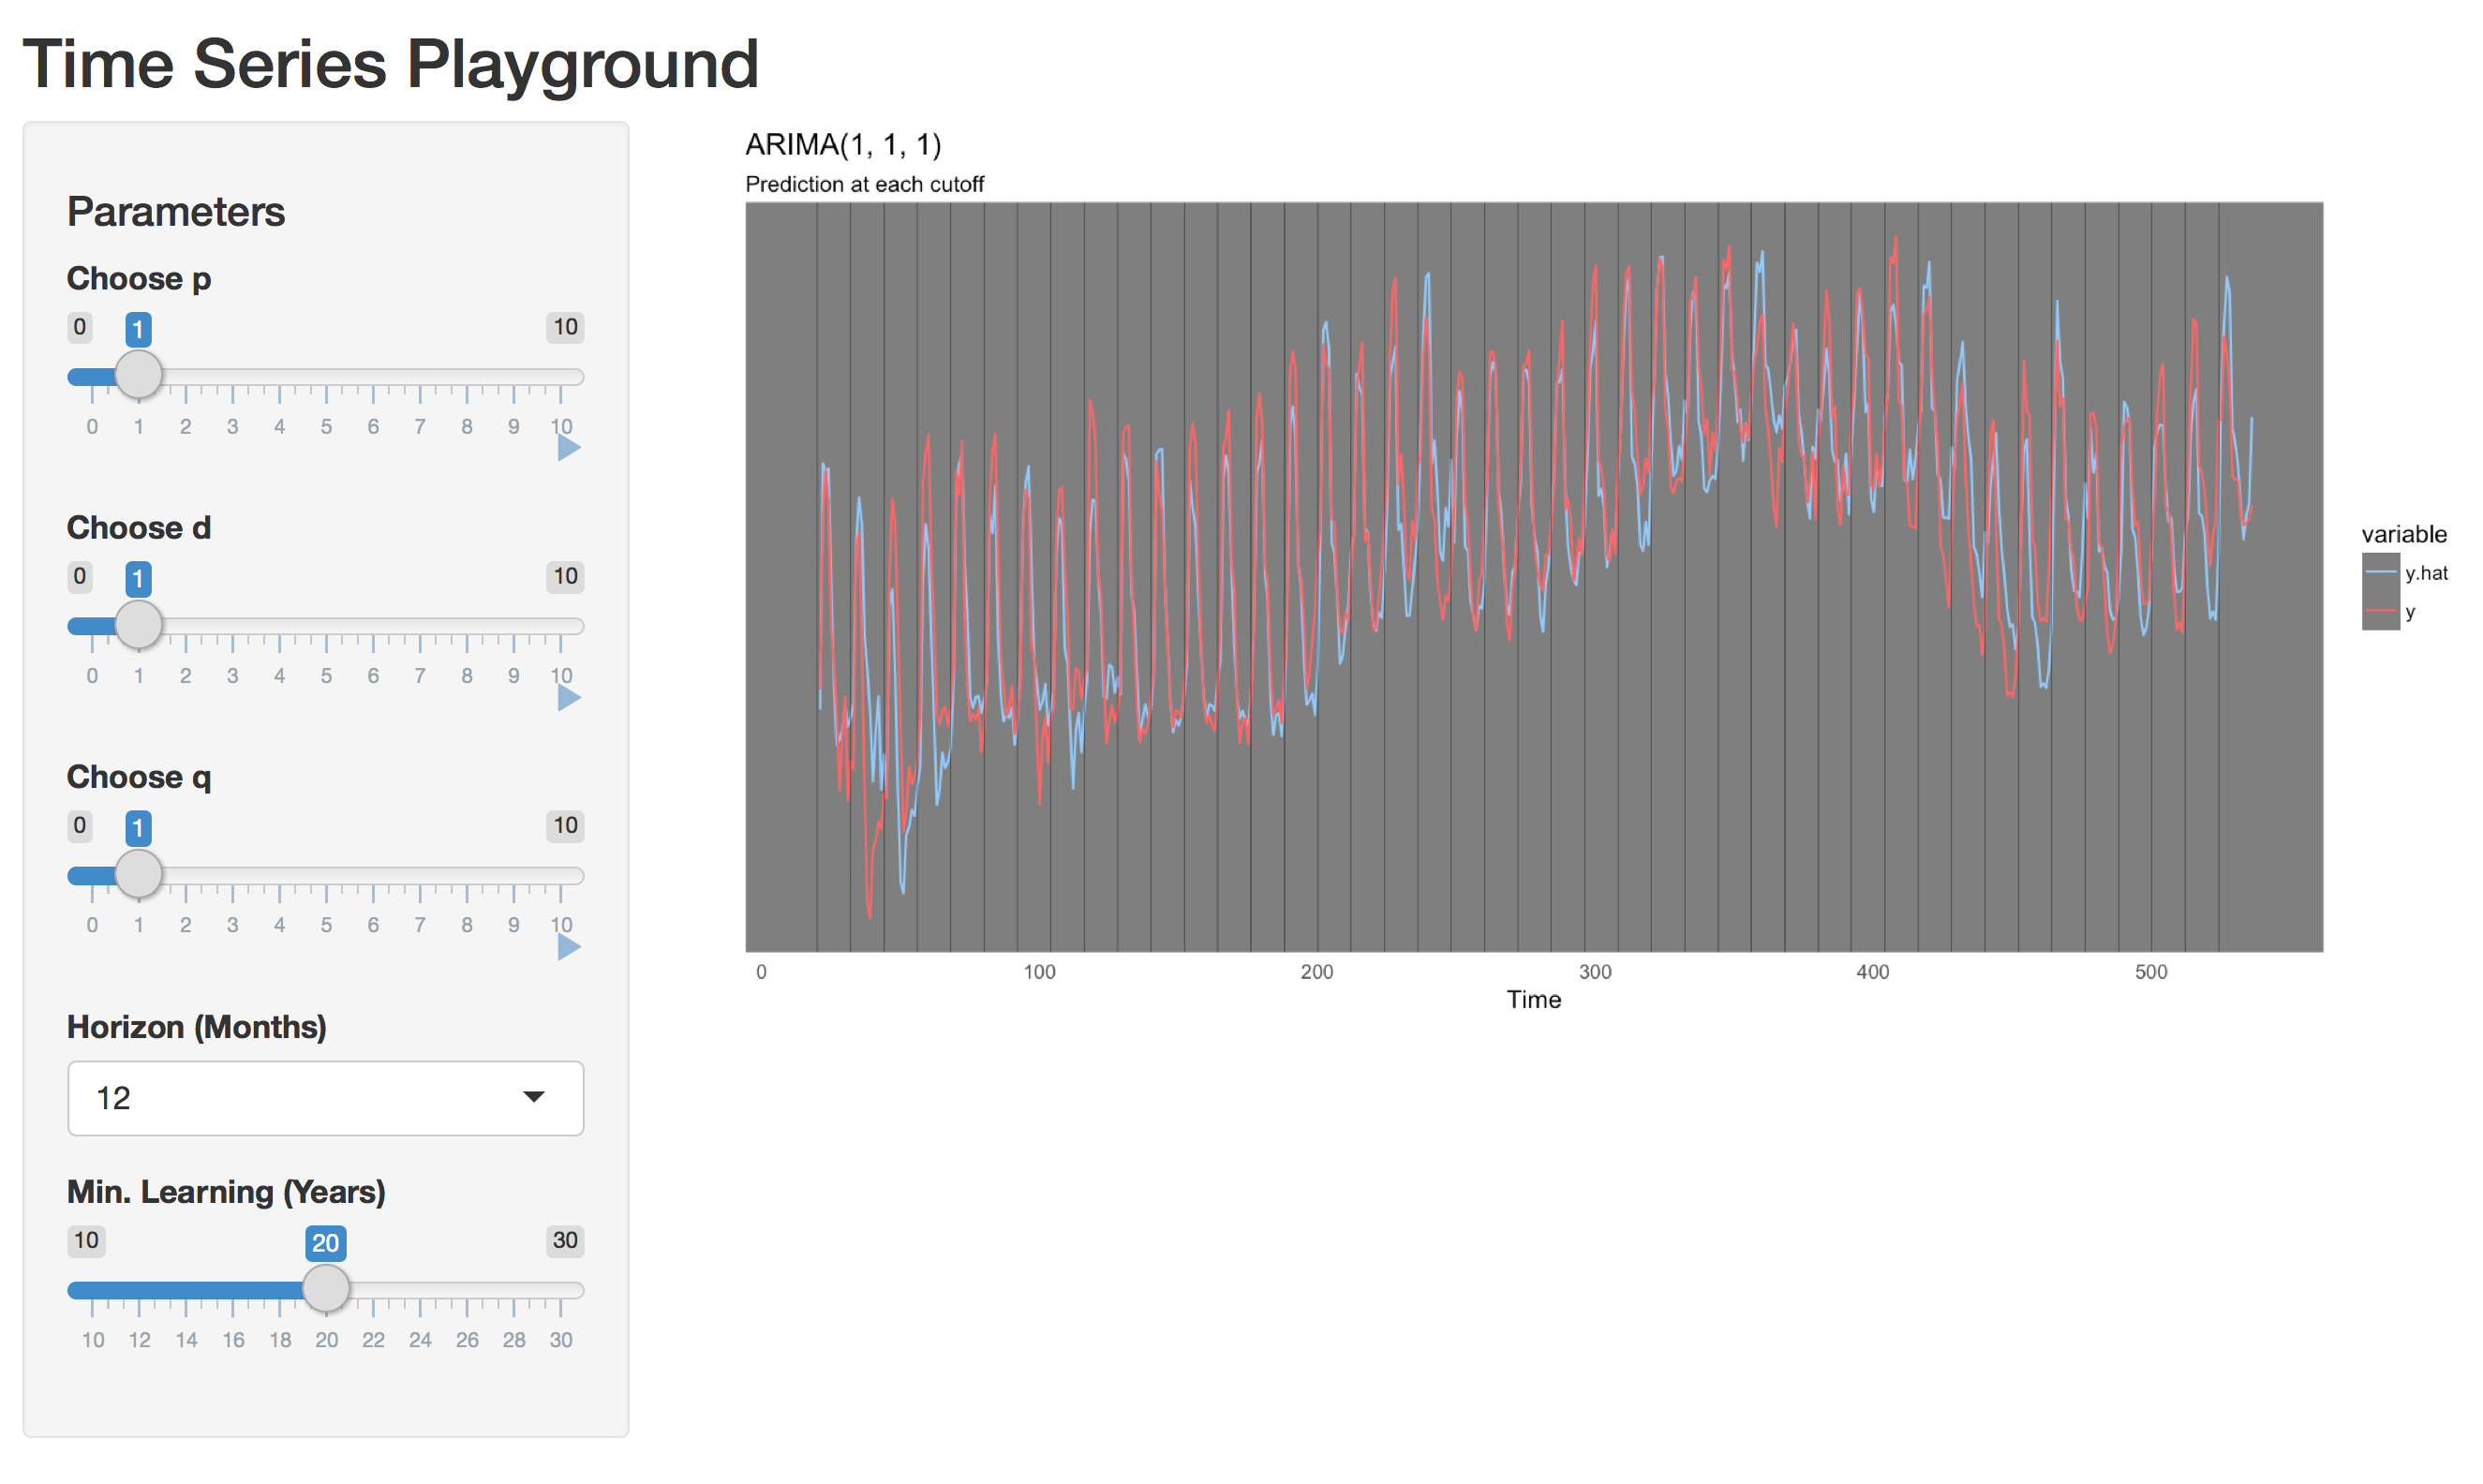 Time Series Playground
Parameters
Choose p
0 1 10
0 1 2 3 4 5 6 7 8 9 10
Choose d
0 1 10
0 1 2 3 4 5 6 7 8 9 10
Choose q
0 1 10
0 1 2 3 4 5 6 7 8 9 10
Horizon (Months)
12
Min. Learning (Years)
10 20 30
10 12 14 16 18 20 22 24 26 28 30
ARIMA(1, 1, 1)
Prediction at each cutoff
0 100 200 300 400 500
Time
variable
y.hat
y